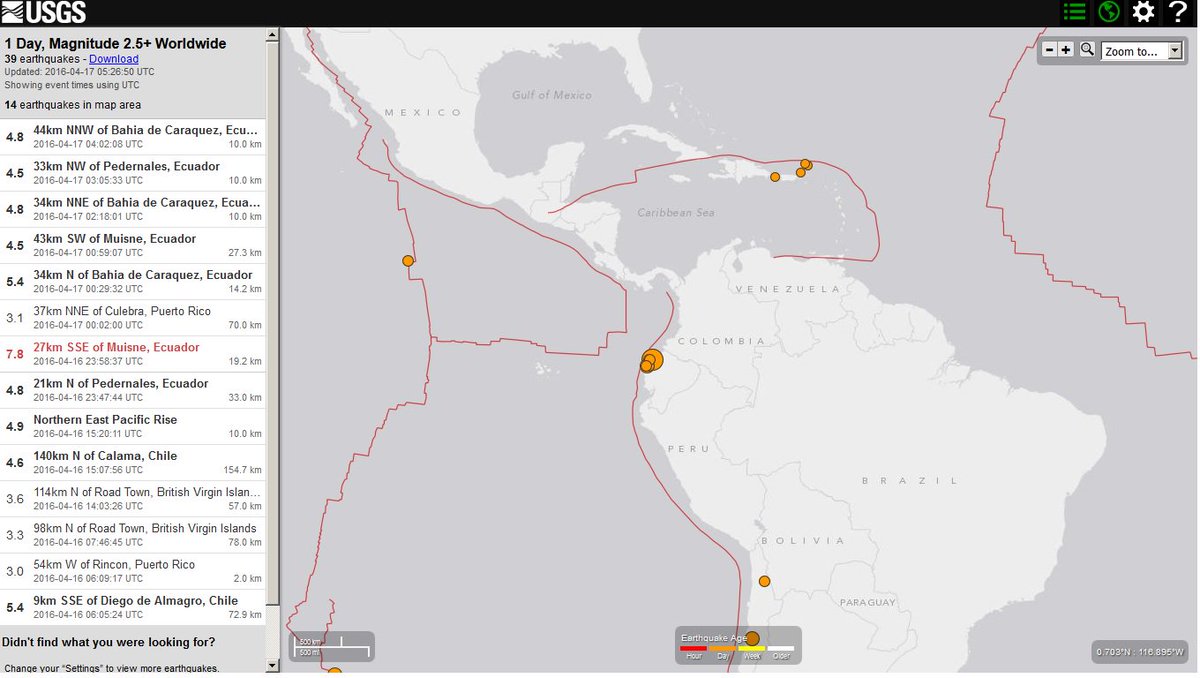 USGS
1 Day, Magnitude 2.5+ Worldwide
39 earthquakes - Download
Updated: 2016-04-17 05:26:50 UTC
Showing event times using UTC
14 earthquakes in map area
4.8 44km NNW of Bahia de Caraquez, Ecu...
2016-04-17 04:02:08 UTC 10.0 km
4.5 33km NW of Pedernales, Ecuador
2016-04-17 03:05:33 UTC 10.0 km
4.8 34km NNE of Bahia de Caraquez, Ecua...
2016-04-17 02:18:01 UTC 10.0 km
4.5 43km SW of Muisne, Ecuador
2016-04-17 00:59:07 UTC 27.3 km
5.4 34km N of Bahia de Caraquez, Ecuador
2016-04-17 00:29:32 UTC 14.2 km
3.1 37km NNE of Culebra, Puerto Rico
2016-04-17 00:02:00 UTC 70.0 km
7.8 27km SSE of Muisne, Ecuador
2016-04-16 23:58:37 UTC 19.2 km
4.8 21km N of Pedernales, Ecuador
2016-04-16 23:47:44 UTC 33.0 km
4.9 Northern East Pacific Rise
2016-04-16 15:20:11 UTC 10.0 km
4.6 140km N of Calama, Chile
2016-04-16 15:07:56 UTC 154.7 km
3.6 114km N of Road Town, British Virgin Islan...
2016-04-16 14:03:26 UTC 57.0 km
3.3 98km N of Road Town, British Virgin Islands
2016-04-16 07:46:45 UTC 78.0 km
3.0 54km W of Rincon, Puerto Rico
2016-04-16 06:09:17 UTC 2.0 km
5.4 9km SSE of Diego de Almagro, Chile
2016-04-16 06:05:24 UTC 72.9 km
Didn't find what you were looking for?
Change your "Settings" to view more earthquakes.
?
- + Zoom to...
MEXICO
Gulf of Mexico
Caribbean Sea
VENEZUELA
COLOMBIA
PERU
BRAZIL
BOLIVIA
PARAGUAY
500 km
500 mi
Earthquake Age
Hour Day Week Older
0.703°N : 116.895°W